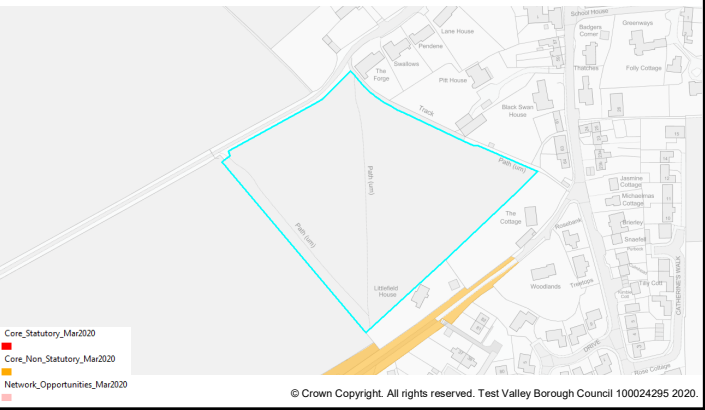 School House
Badgers
Corner
Greenways
Lane House
Pendene
Swallows
The
Forge
Pitt House
Thatches
Folly Cottage
Track
Black Swan
House
Path (um)
Path (um)
Path (um)
Jasmine
Cottage
Michaelmas
Cottage
Brierley
Snaefell
The
Cottage
Rosebank
Woodlands
Treetops
Tilly Cott
CATHERINE'S WALK
Littlefield
House
DRIVE
Rose Cottage
Core_Statutory_Mar2020
Core_Non_Statutory_Mar2020
Network_Opportunities_Mar2020
© Crown Copyright. All rights reserved. Test Valley Borough Council 100024295 2020.